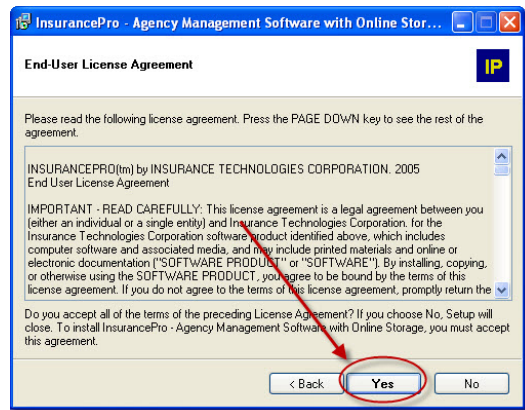 InsurancePro - Agency Management Software with Online Stor...
End-User License Agreement
IP
Please read the following license agreement. Press the PAGE DOWN key to see the rest of the
agreement.
INSURANCEPRO(tm) by INSURANCE TECHNOLOGIES CORPORATION. 2005
End User License Agreement
IMPORTANT - READ CAREFULLY: This license agreement is a legal agreement between you
(either an individual or a single entity) and Insurance Technologies Corporation. for the
Insurance Technologies Corporation software product identified above, which includes
computer software and associated media, and may include printed materials and online or
electronic documentation ("SOFTWARE PRODUCT" or "SOFTWARE"). By installing, copying,
or otherwise using the SOFTWARE PRODUCT, you agree to be bound by the terms of this
license agreement. If you do not agree to the terms of this license agreement, promptly return the
Do you accept all of the terms of the preceding License Agreement? If you choose No, Setup will
close. To install InsurancePro - Agency Management Software with Online Storage, you must accept
this agreement.
< Back Yes No